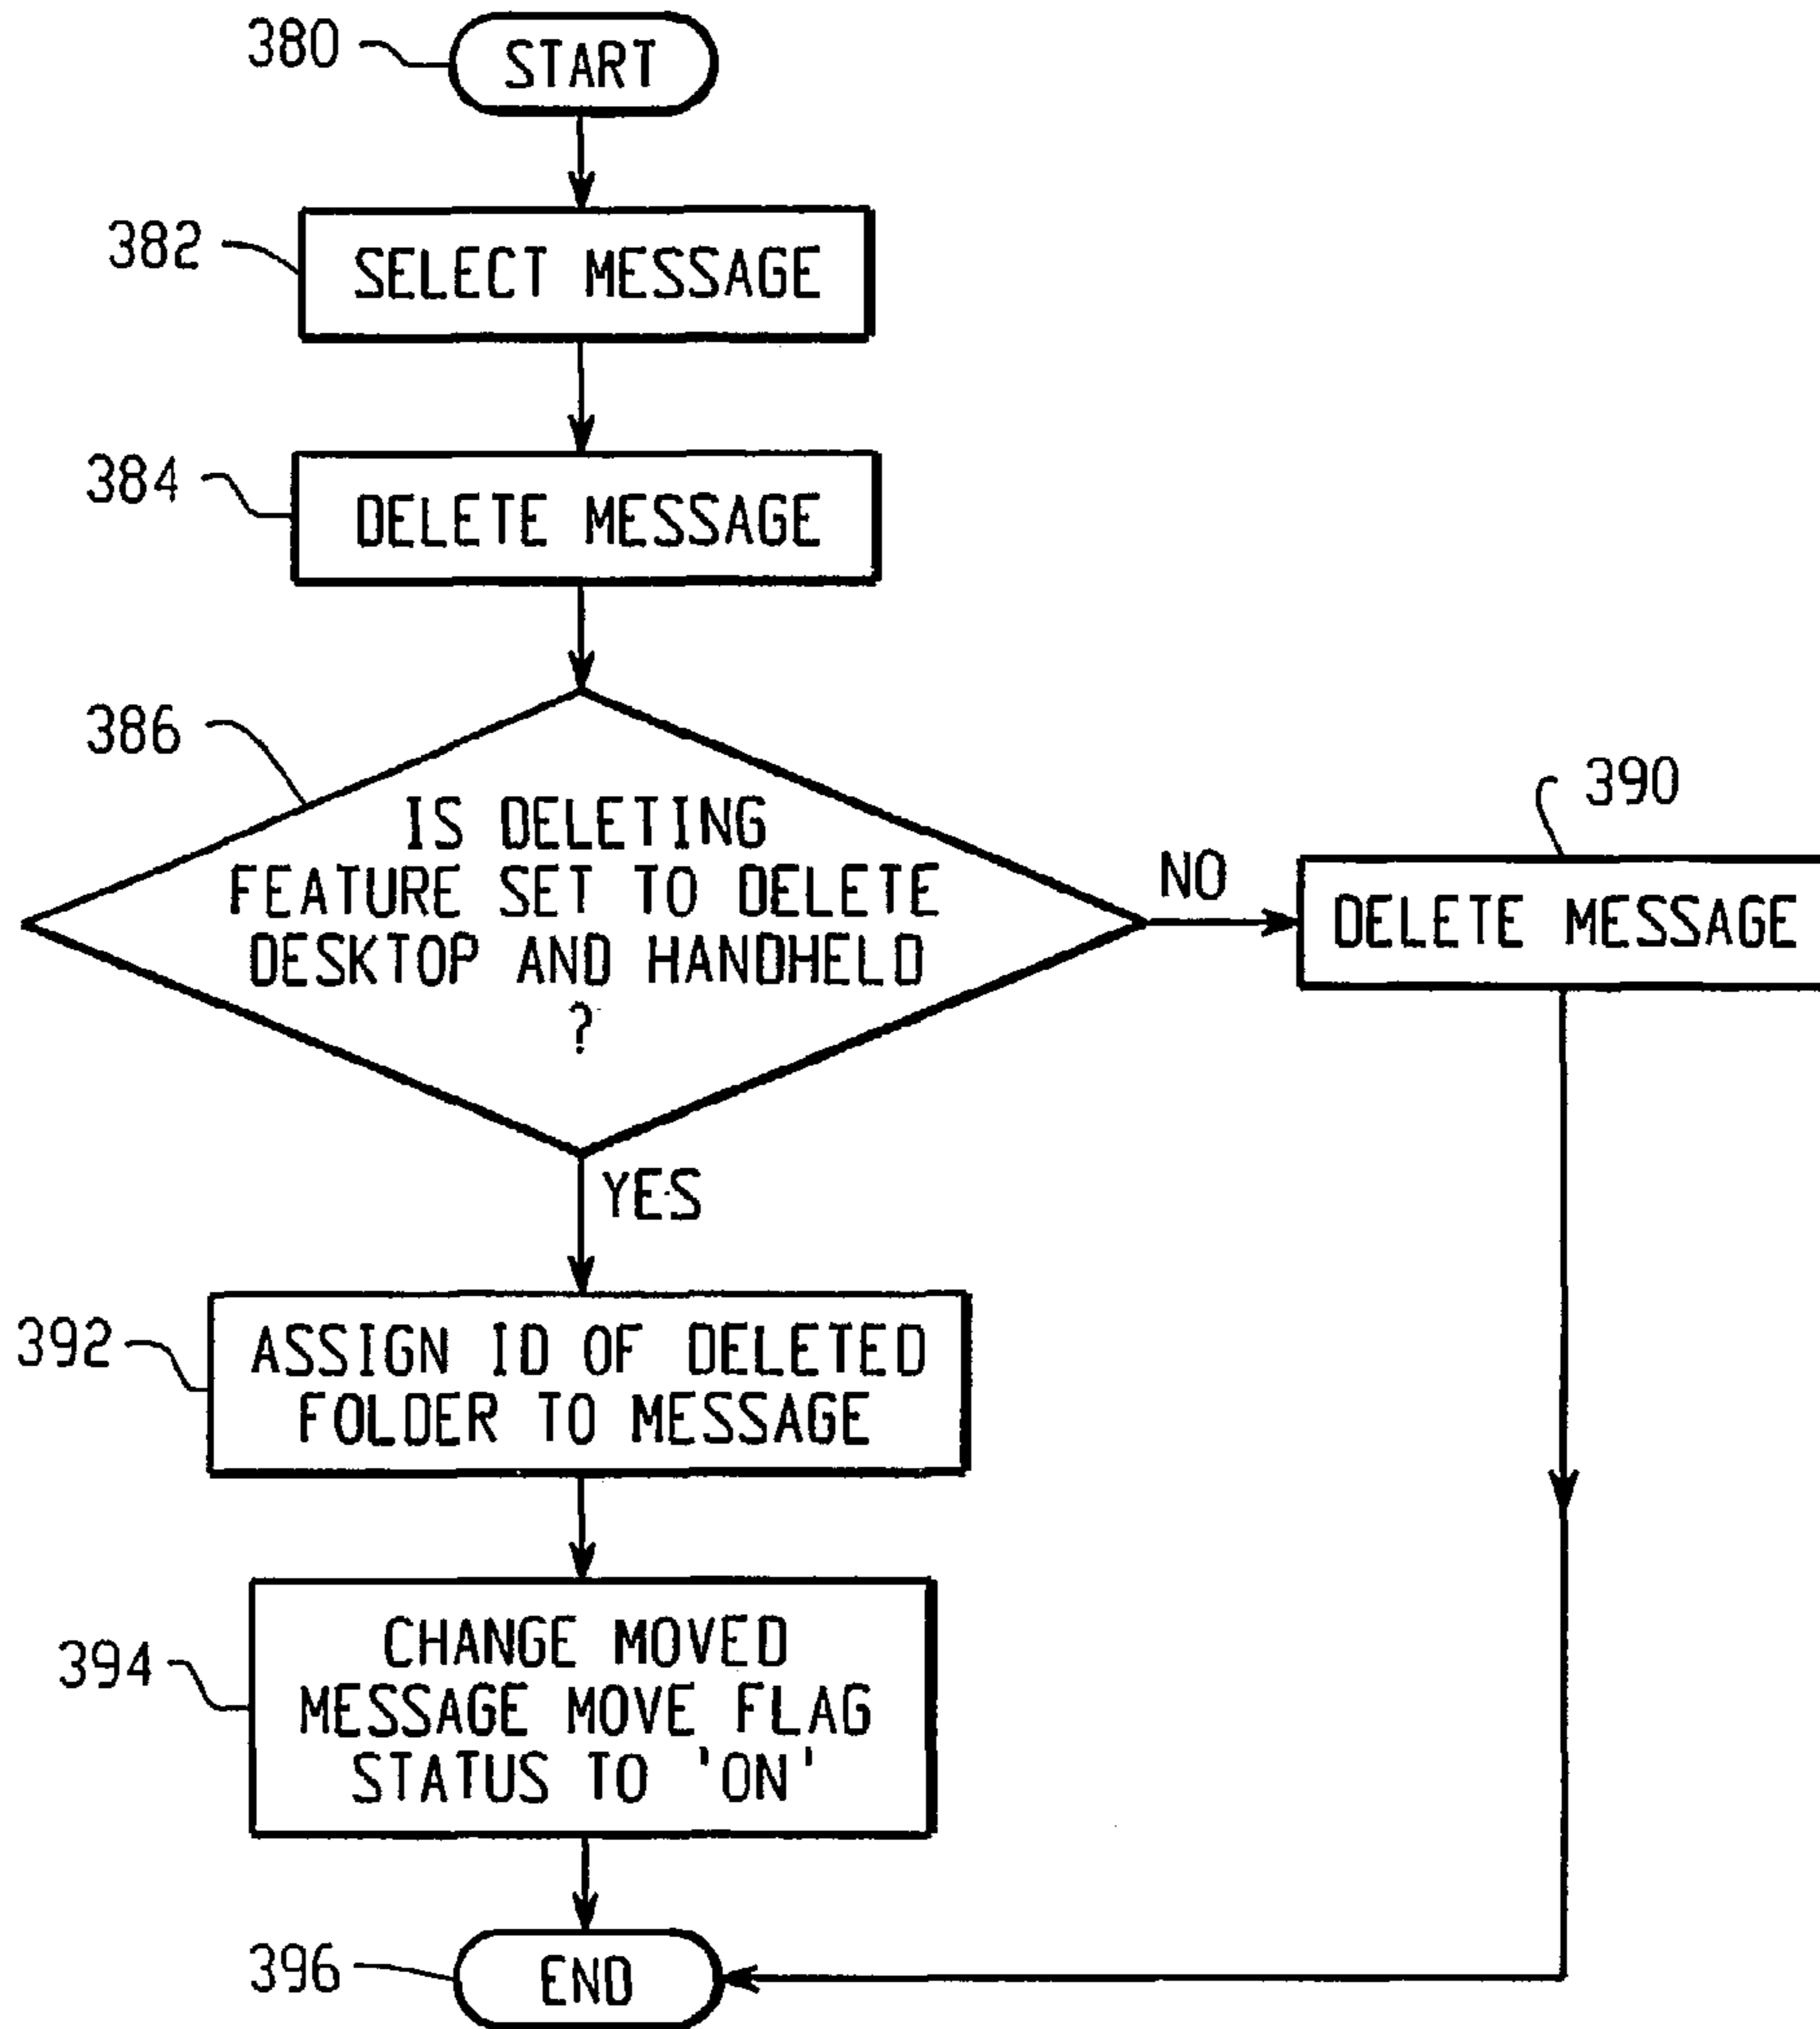 380
START
382
SELECT MESSAGE
384
DELETE MESSAGE
386
IS DELETING
FEATURE SET TO DELETE
DESKTOP AND HANDHELD
?
NO
390
DELETE MESSAGE
YES
392
ASSIGN ID OF DELETED
FOLDER TO MESSAGE
394
CHANGE MOVED
MESSAGE MOVE FLAG
STATUS TO 'ON'
396
END